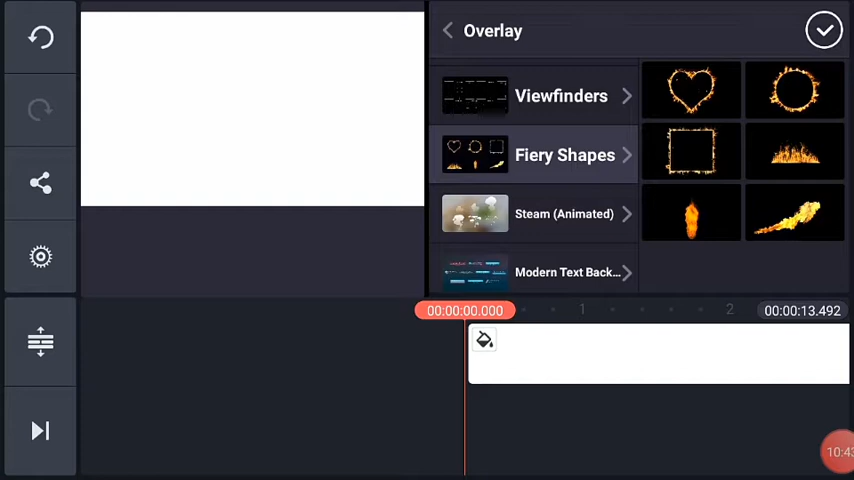 Overlay
Viewfinders
Fiery Shapes
Steam (Animated)
Modern Text Back...
00:00:00.000
1
2
00:00:13.492
10:43